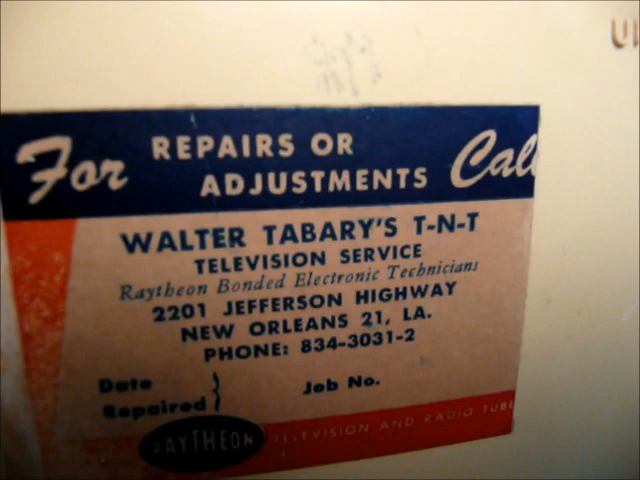 For REPAIRS OR ADJUSTMENTS Call
WALTER TABARY'S T-N-T
TELEVISION SERVICE
Raytheon Bonded Electronic Technicians
2201 JEFFERSON HIGHWAY
NEW ORLEANS 21, LA.
PHONE: 834-3031-2
Date Repaired } Job No.
RAYTHEON TELEVISION AND RADIO TUBE